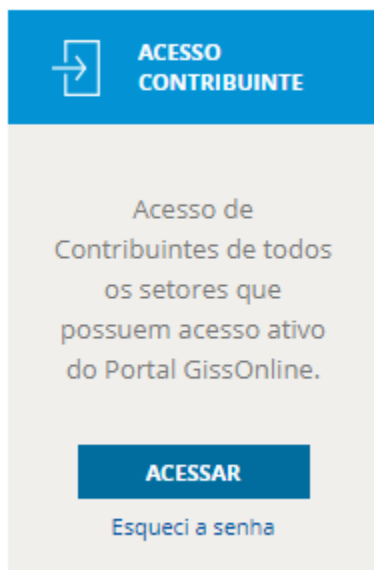 ACESSO
CONTRIBUINTE
Acesso de
Contribuintes de todos
os setores que
possuem acesso ativo
do Portal GissOnline.
ACESSAR
Esqueci a senha